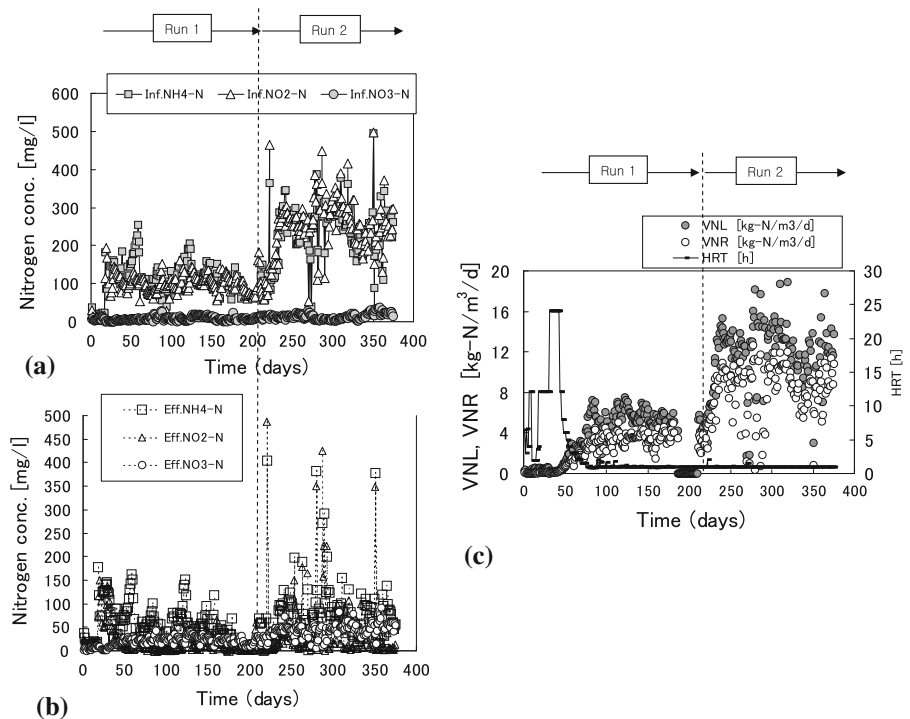 Run 1
Run 2
Inf.NH4-N
Inf.NO2-N
Inf.NO3-N
Nitrogen conc. [mg/l]
600
500
400
300
200
100
0
0 50 100 150 200 250 300 350 400
Time (days)
(a)
Eff.NH4-N
Eff.NO2-N
Eff.NO3-N
Nitrogen conc. [mg/l]
500
450
400
350
300
250
200
150
100
50
0
0 50 100 150 200 250 300 350 400
Time (days)
(b)
Run 1
Run 2
VNL [kg-N/m3/d]
VNR [kg-N/m3/d]
HRT [h]
VNL, VNR [kg-N/m³/d]
20
16
12
8
4
0
30
25
20
15
10
5
0
HRT [h]
0 50 100 150 200 250 300 350 400
Time (days)
(c)